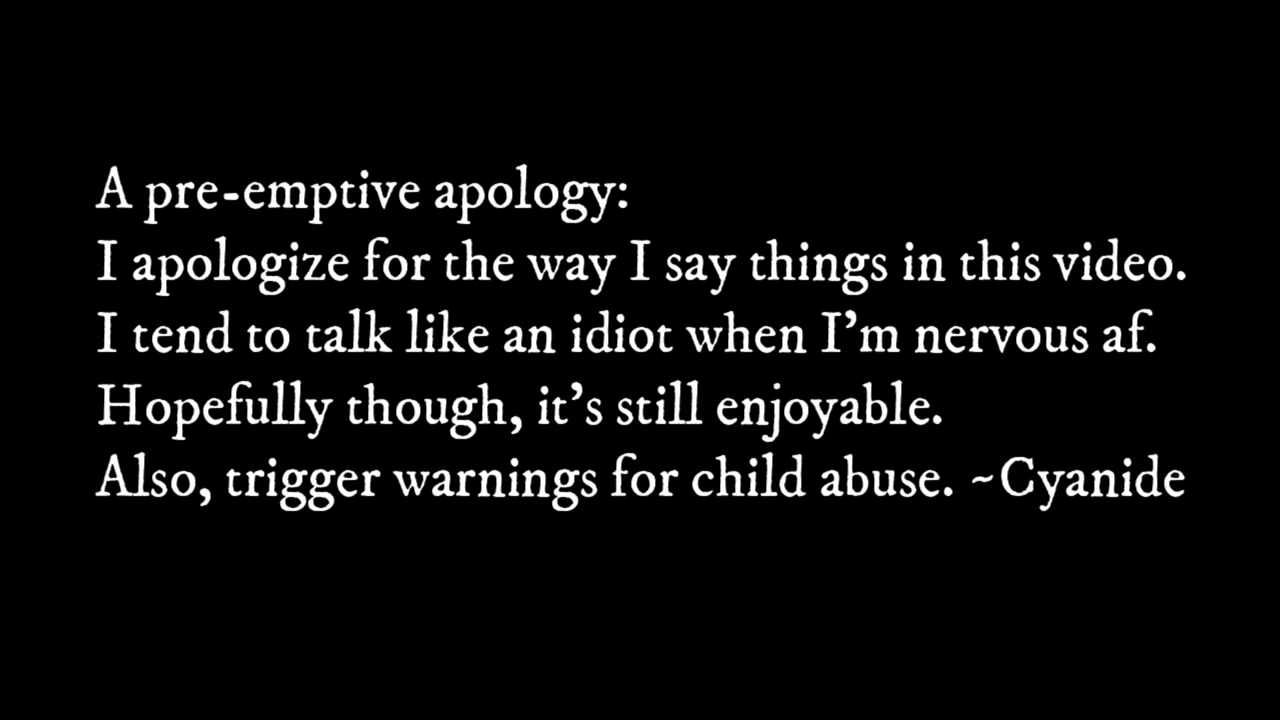 A pre-emptive apology:
I apologize for the way I say things in this video.
I tend to talk like an idiot when I’m nervous af.
Hopefully though, it’s still enjoyable.
Also, trigger warnings for child abuse. ~Cyanide